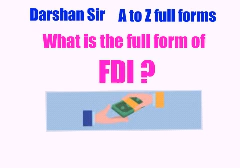 Darshan Sir A to Z full forms
What is the full form of
FDI ?